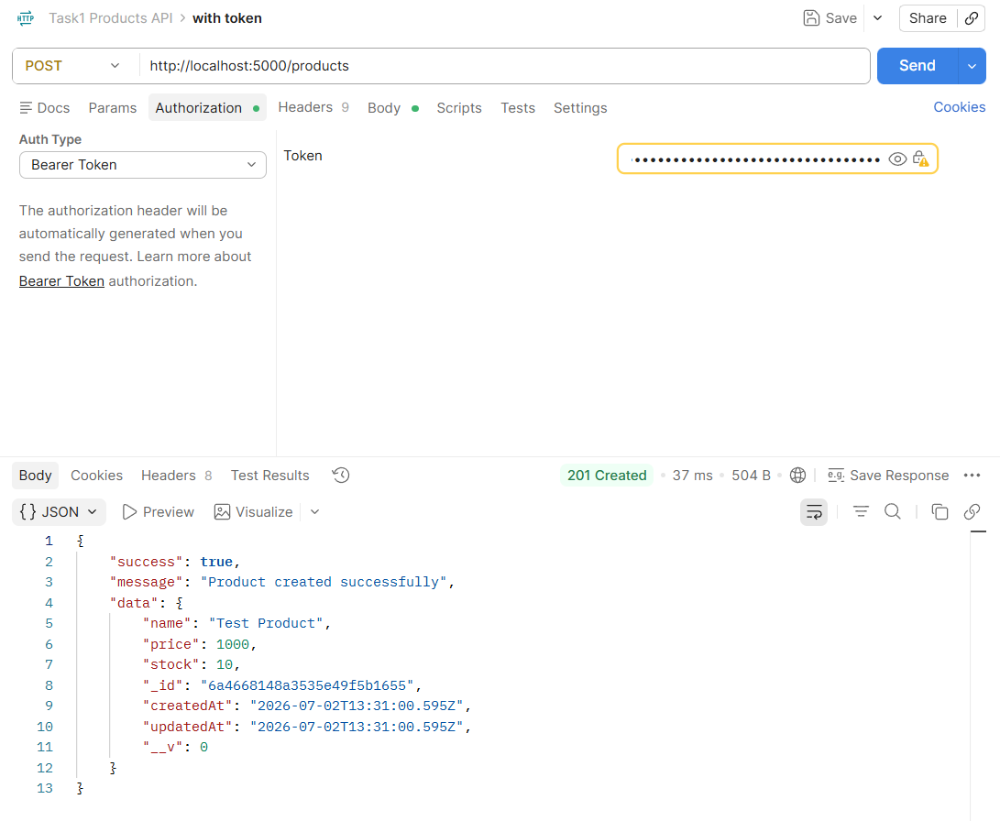 HTTP Task1 Products API > with token Save Share
POST http://localhost:5000/products Send
Docs Params Authorization Headers 9 Body Scripts Tests Settings Cookies
Auth Type
Bearer Token
Token
The authorization header will be
automatically generated when you
send the request. Learn more about
Bearer Token authorization.
Body Cookies Headers 8 Test Results 201 Created 37 ms 504 B e.g. Save Response
{} JSON Preview Visualize
1 {
2 "success": true,
3 "message": "Product created successfully",
4 "data": {
5 "name": "Test Product",
6 "price": 1000,
7 "stock": 10,
8 "_id": "6a4668148a3535e49f5b1655",
9 "createdAt": "2026-07-02T13:31:00.595Z",
10 "updatedAt": "2026-07-02T13:31:00.595Z",
11 "__v": 0
12 }
13 }